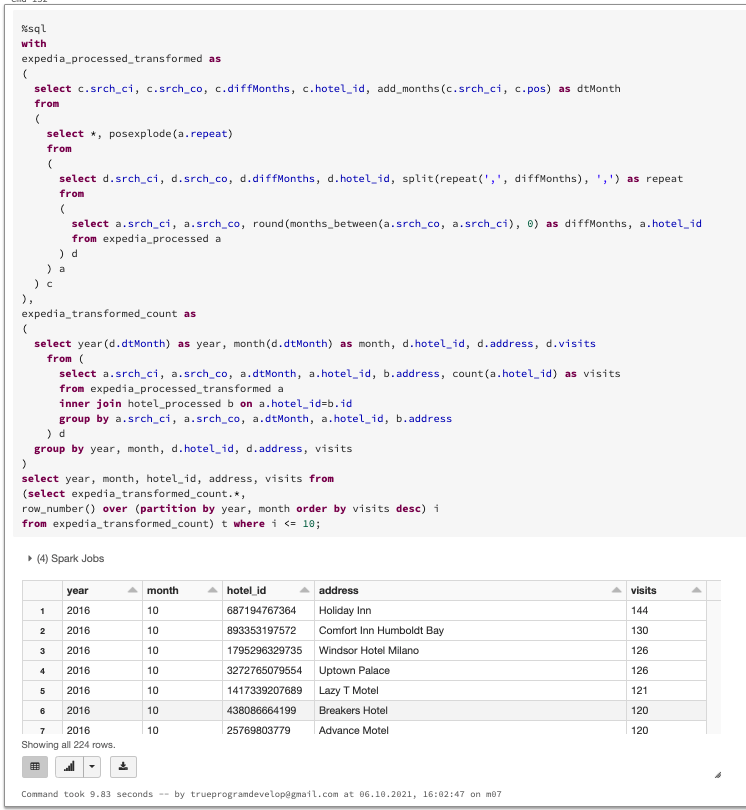 %sql
with
expedia_processed_transformed as
(
  select c.srch_ci, c.srch_co, c.diffMonths, c.hotel_id, add_months(c.srch_ci, c.pos) as dtMonth
  from
  (
    select *, posexplode(a.repeat)
    from
    (
      select d.srch_ci, d.srch_co, d.diffMonths, d.hotel_id, split(repeat(',', diffMonths), ',') as repeat
      from
      (
        select a.srch_ci, a.srch_co, round(months_between(a.srch_co, a.srch_ci), 0) as diffMonths, a.hotel_id
        from expedia_processed a
      ) d
    ) a
  ) c
),
expedia_transformed_count as
(
  select year(d.dtMonth) as year, month(d.dtMonth) as month, d.hotel_id, d.address, d.visits
    from (
      select a.srch_ci, a.srch_co, a.dtMonth, a.hotel_id, b.address, count(a.hotel_id) as visits
      from expedia_processed_transformed a
      inner join hotel_processed b on a.hotel_id=b.id
      group by a.srch_ci, a.srch_co, a.dtMonth, a.hotel_id, b.address
    ) d
  group by year, month, d.hotel_id, d.address, visits
)
select year, month, hotel_id, address, visits from
(select expedia_transformed_count.*,
row_number() over (partition by year, month order by visits desc) i
from expedia_transformed_count) t where i <= 10;
(4) Spark Jobs
year month hotel_id address visits
1 2016 10 687194767364 Holiday Inn 144
2 2016 10 893353197572 Comfort Inn Humboldt Bay 130
3 2016 10 1795296329735 Windsor Hotel Milano 126
4 2016 10 3272765079554 Uptown Palace 126
5 2016 10 1417339207689 Lazy T Motel 121
6 2016 10 438086664199 Breakers Hotel 120
7 2016 10 25769803779 Advance Motel 120
Showing all 224 rows.
Command took 9.83 seconds -- by trueprogramdevelop@gmail.com at 06.10.2021, 16:02:47 on m07